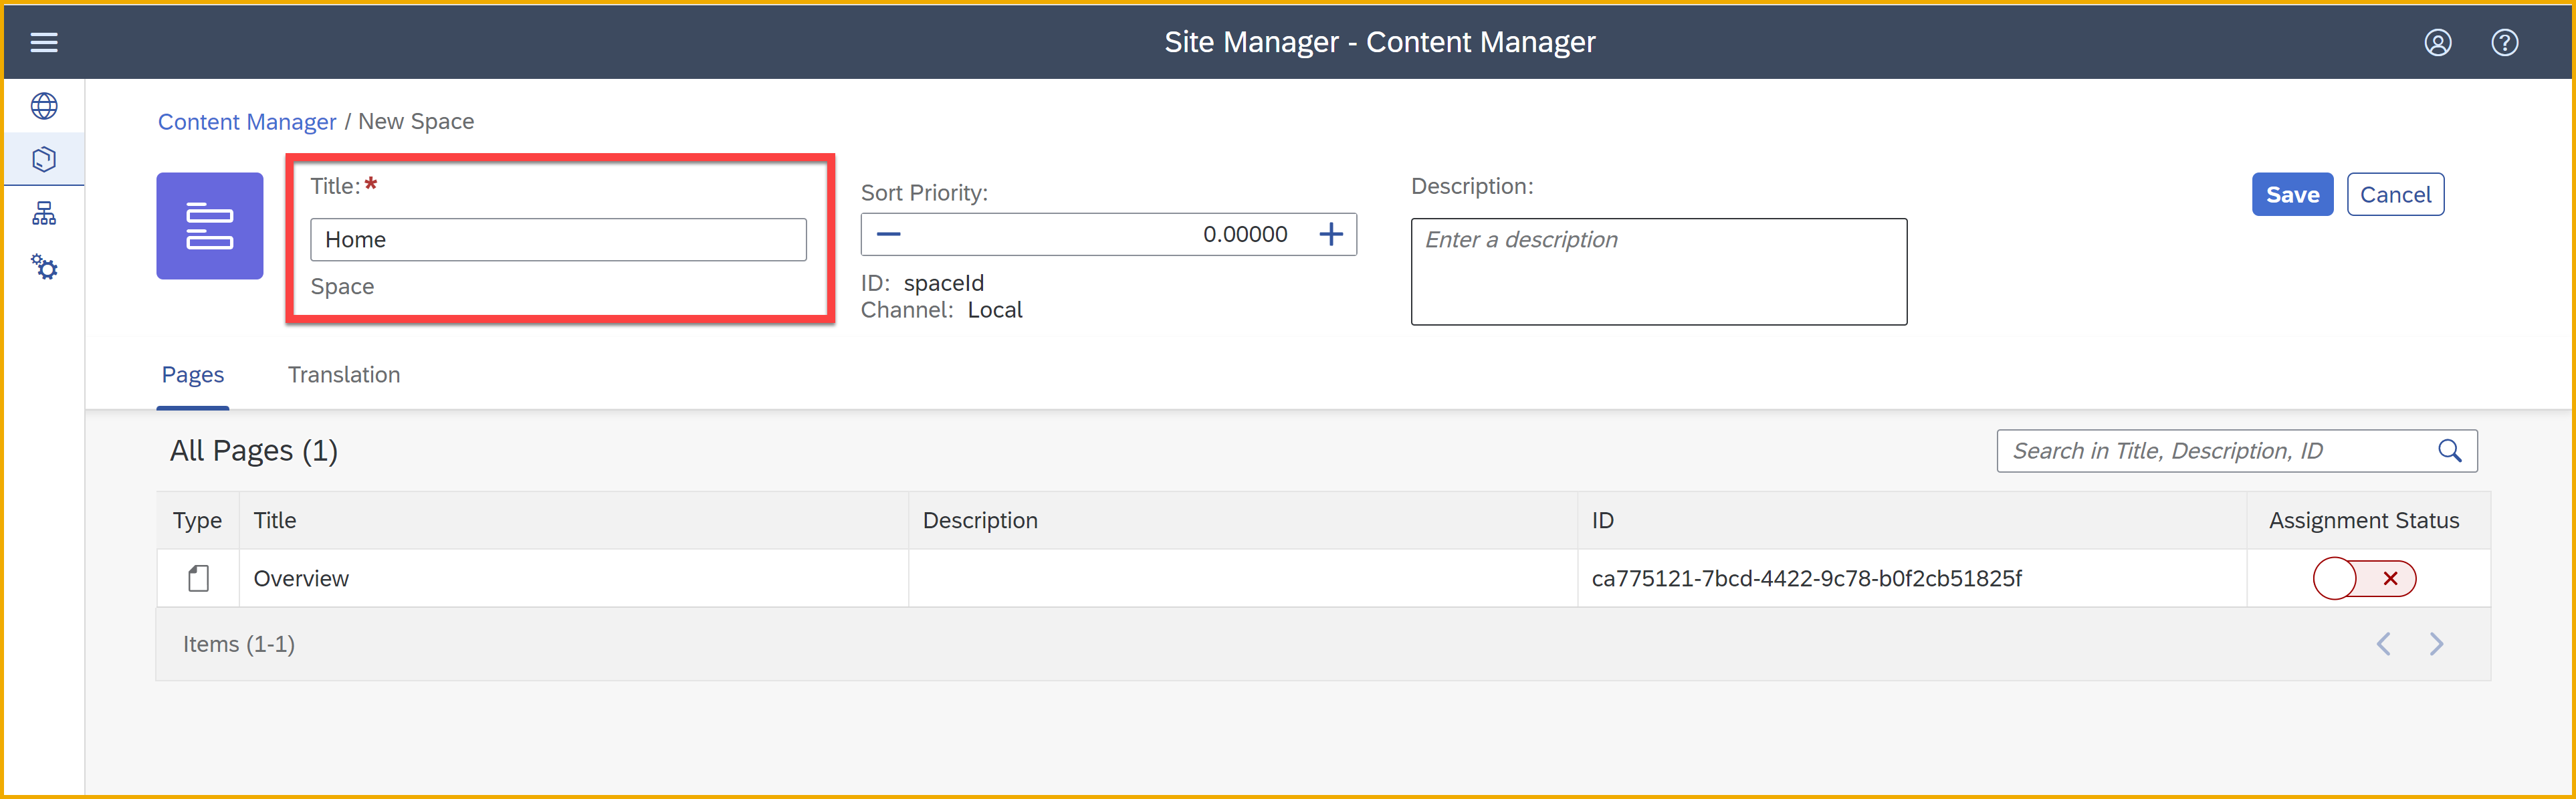 Site Manager - Content Manager
Content Manager / New Space
Title:*
Home
Space
Sort Priority:
0.00000
ID: spaceId
Channel: Local
Description:
Enter a description
Save
Cancel
Pages
Translation
All Pages (1)
Search in Title, Description, ID
Type
Title
Description
ID
Assignment Status
Overview
ca775121-7bcd-4422-9c78-b0f2cb51825f
Items (1-1)